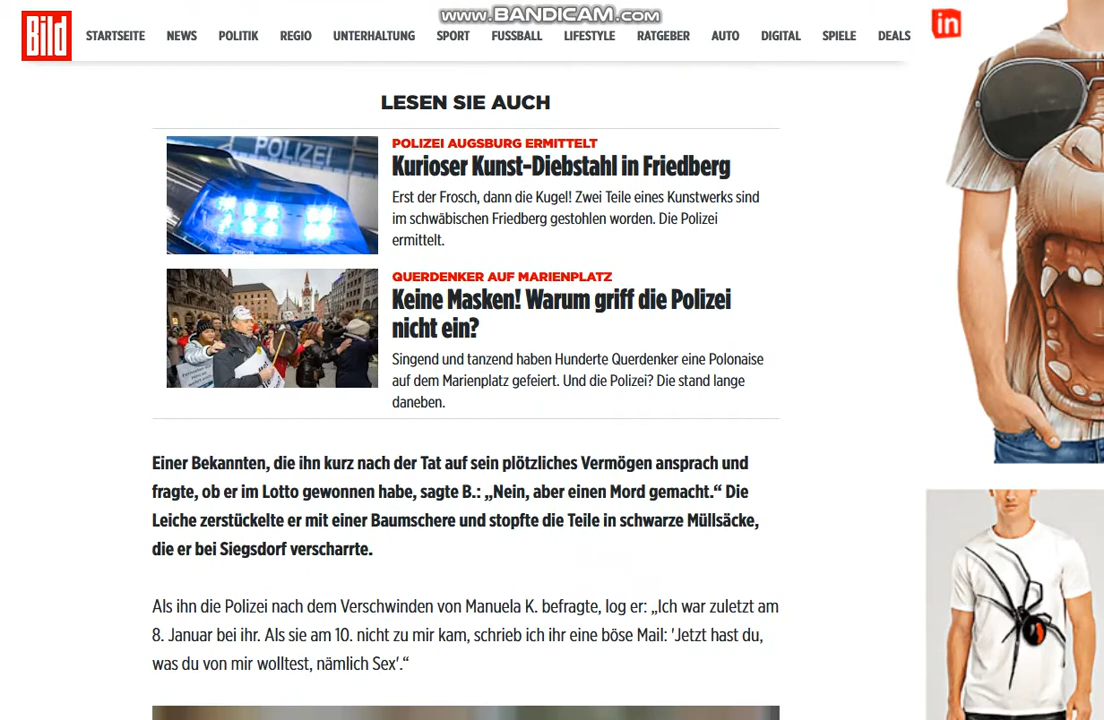 www.BANDICAM.com
Bild
STARTSEITE NEWS POLITIK REGIO UNTERHALTUNG SPORT FUSSBALL LIFESTYLE RATGEBER AUTO DIGITAL SPIELE DEALS
in
LESEN SIE AUCH
POLIZEI
POLIZEI AUGSBURG ERMITTELT
Kurioser Kunst-Diebstahl in Friedberg
Erst der Frosch, dann die Kugel! Zwei Teile eines Kunstwerks sind
im schwäbischen Friedberg gestohlen worden. Die Polizei
ermittelt.
QUERDENKER AUF MARIENPLATZ
Keine Masken! Warum griff die Polizei
nicht ein?
Singend und tanzend haben Hunderte Querdenker eine Polonaise
auf dem Marienplatz gefeiert. Und die Polizei? Die stand lange
daneben.
Einer Bekannten, die ihn kurz nach der Tat auf sein plötzliches Vermögen ansprach und
fragte, ob er im Lotto gewonnen habe, sagte B.: „Nein, aber einen Mord gemacht.“ Die
Leiche zerstückelte er mit einer Baumschere und stopfte die Teile in schwarze Müllsäcke,
die er bei Siegsdorf verscharrte.
Als ihn die Polizei nach dem Verschwinden von Manuela K. befragte, log er: „Ich war zuletzt am
8. Januar bei ihr. Als sie am 10. nicht zu mir kam, schrieb ich ihr eine böse Mail: 'Jetzt hast du,
was du von mir wolltest, nämlich Sex'.“